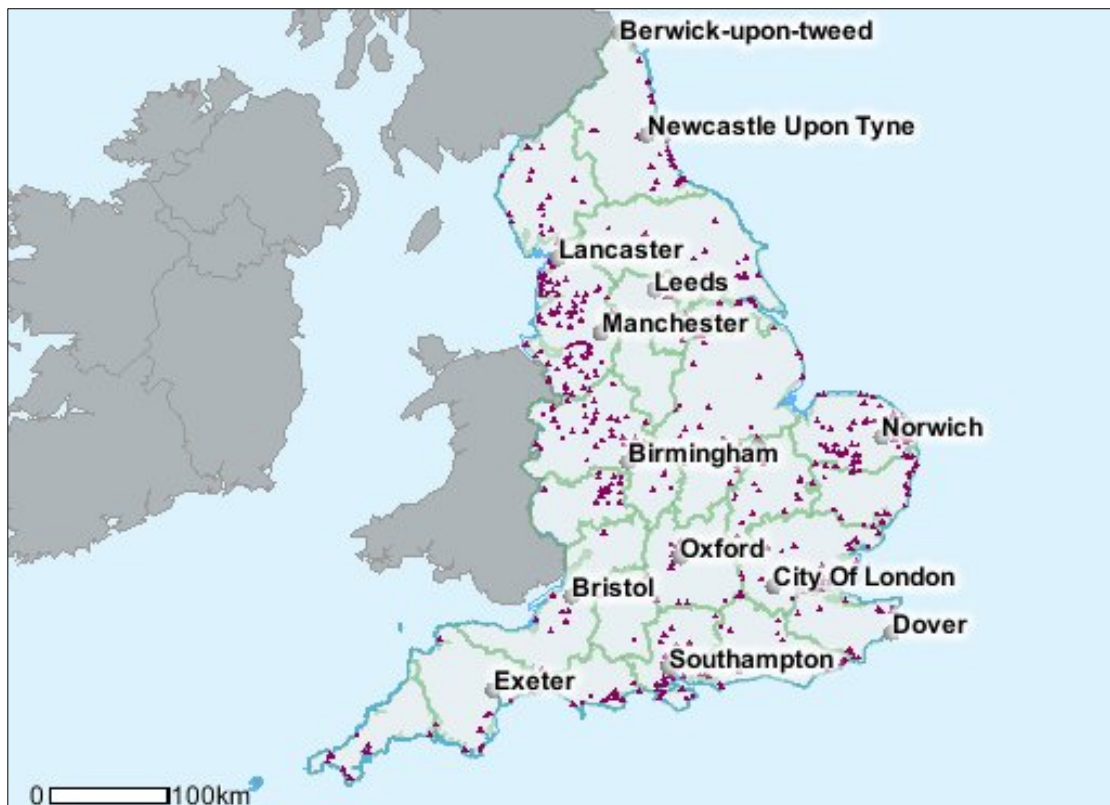 Berwick-upon-tweed
Newcastle Upon Tyne
Lancaster
Leeds
Manchester
Norwich
Birmingham
Oxford
City Of London
Bristol
Dover
Southampton
Exeter
0 100km